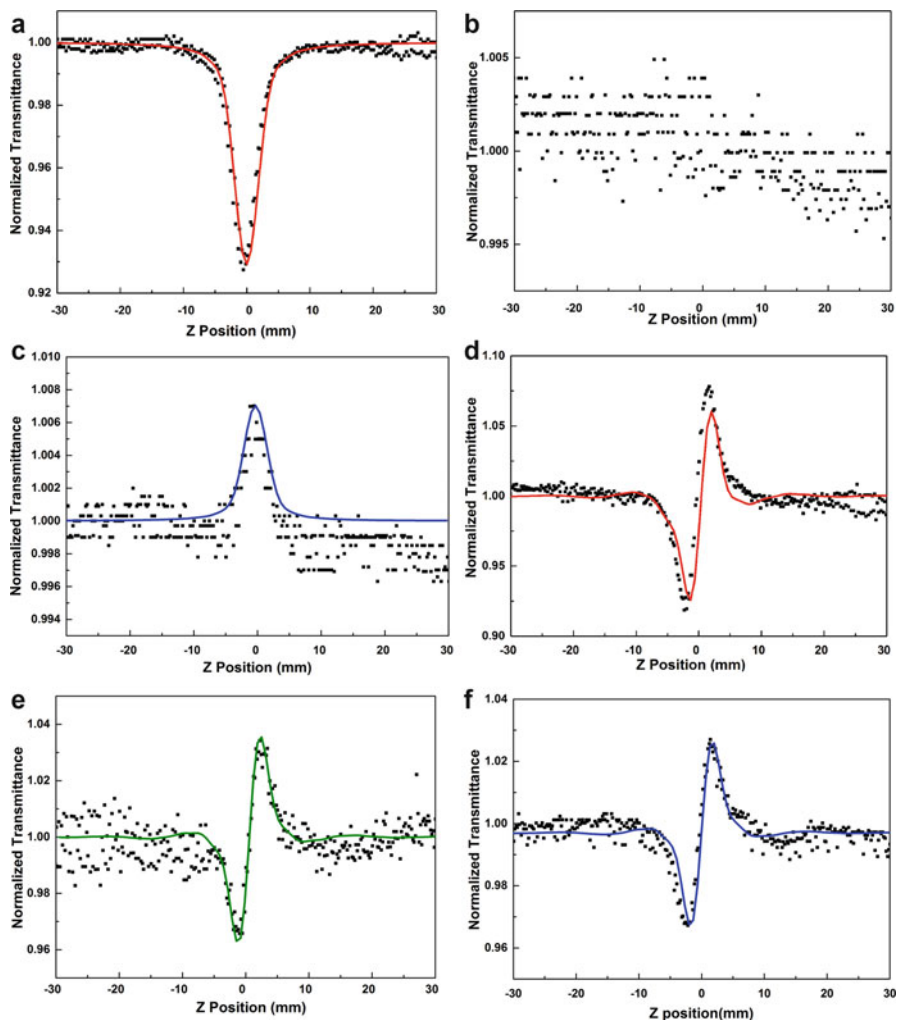 a
1.00
0.98
0.96
0.94
0.93
0.92
Normalized Transmittance
-30 -20 -10 0 10 20 30
Z Position (mm)
b
1.005
1.000
0.995
Normalized Transmittance
-30 -20 -10 0 10 20 30
Z Position (mm)
c
1.010
1.008
1.006
1.004
1.002
1.000
0.998
0.996
0.994
Normalized Transmittance
-30 -20 -10 0 10 20 30
Z Position (mm)
d
1.10
1.05
1.00
0.95
0.90
Normalized Transmittance
-30 -20 -10 0 10 20 30
Z Position (mm)
e
1.04
1.02
1.00
0.98
0.96
Normalized Transmittance
-30 -20 -10 0 10 20 30
Z Position (mm)
f
1.04
1.02
1.00
0.98
0.96
Normalized Transmittance
-30 -20 -10 0 10 20 30
Z position(mm)